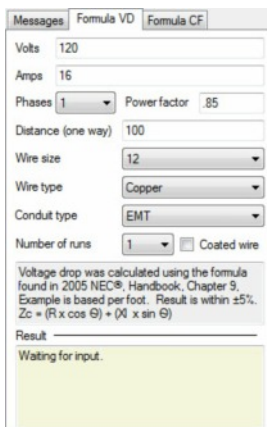 Messages Formula VD Formula CF
Volts 120
Amps 16
Phases 1 Power factor .85
Distance (one way) 100
Wire size 12
Wire type Copper
Conduit type EMT
Number of runs 1 Coated wire
Voltage drop was calculated using the formula
found in 2005 NEC®, Handbook, Chapter 9,
Example is based per foot. Result is within ±5%.
Zc = (R x cos Θ) + (Xl x sin Θ)
Result
Waiting for input.